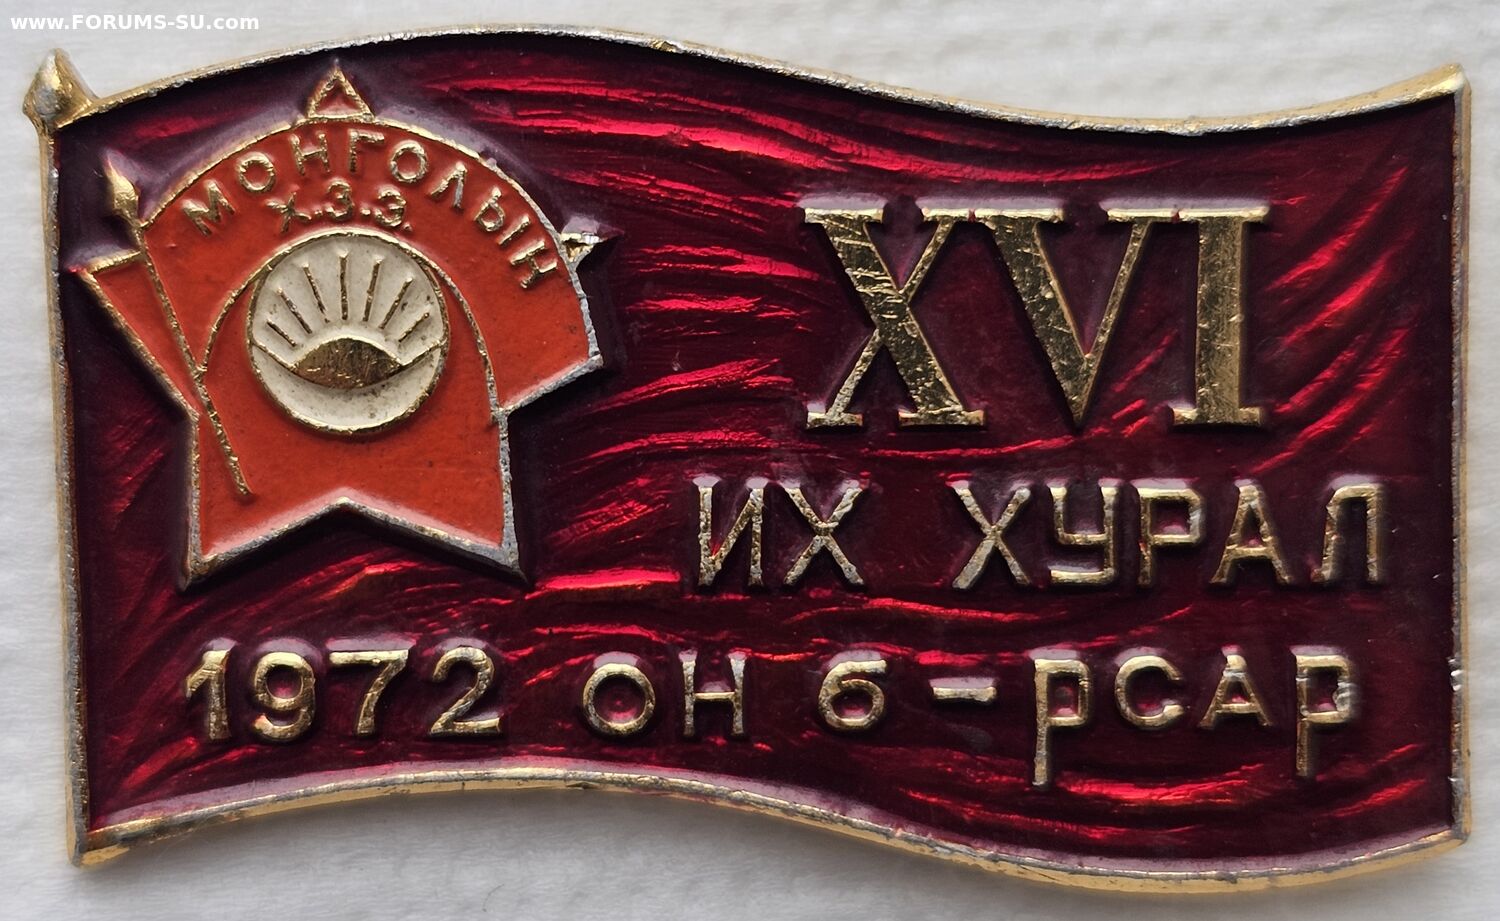 www.FORUMS-SU.com
МОНГОЛЫН
Х.З.Э.
XVI
ИХ ХУРАЛ
1972 ОН 6-РСАР